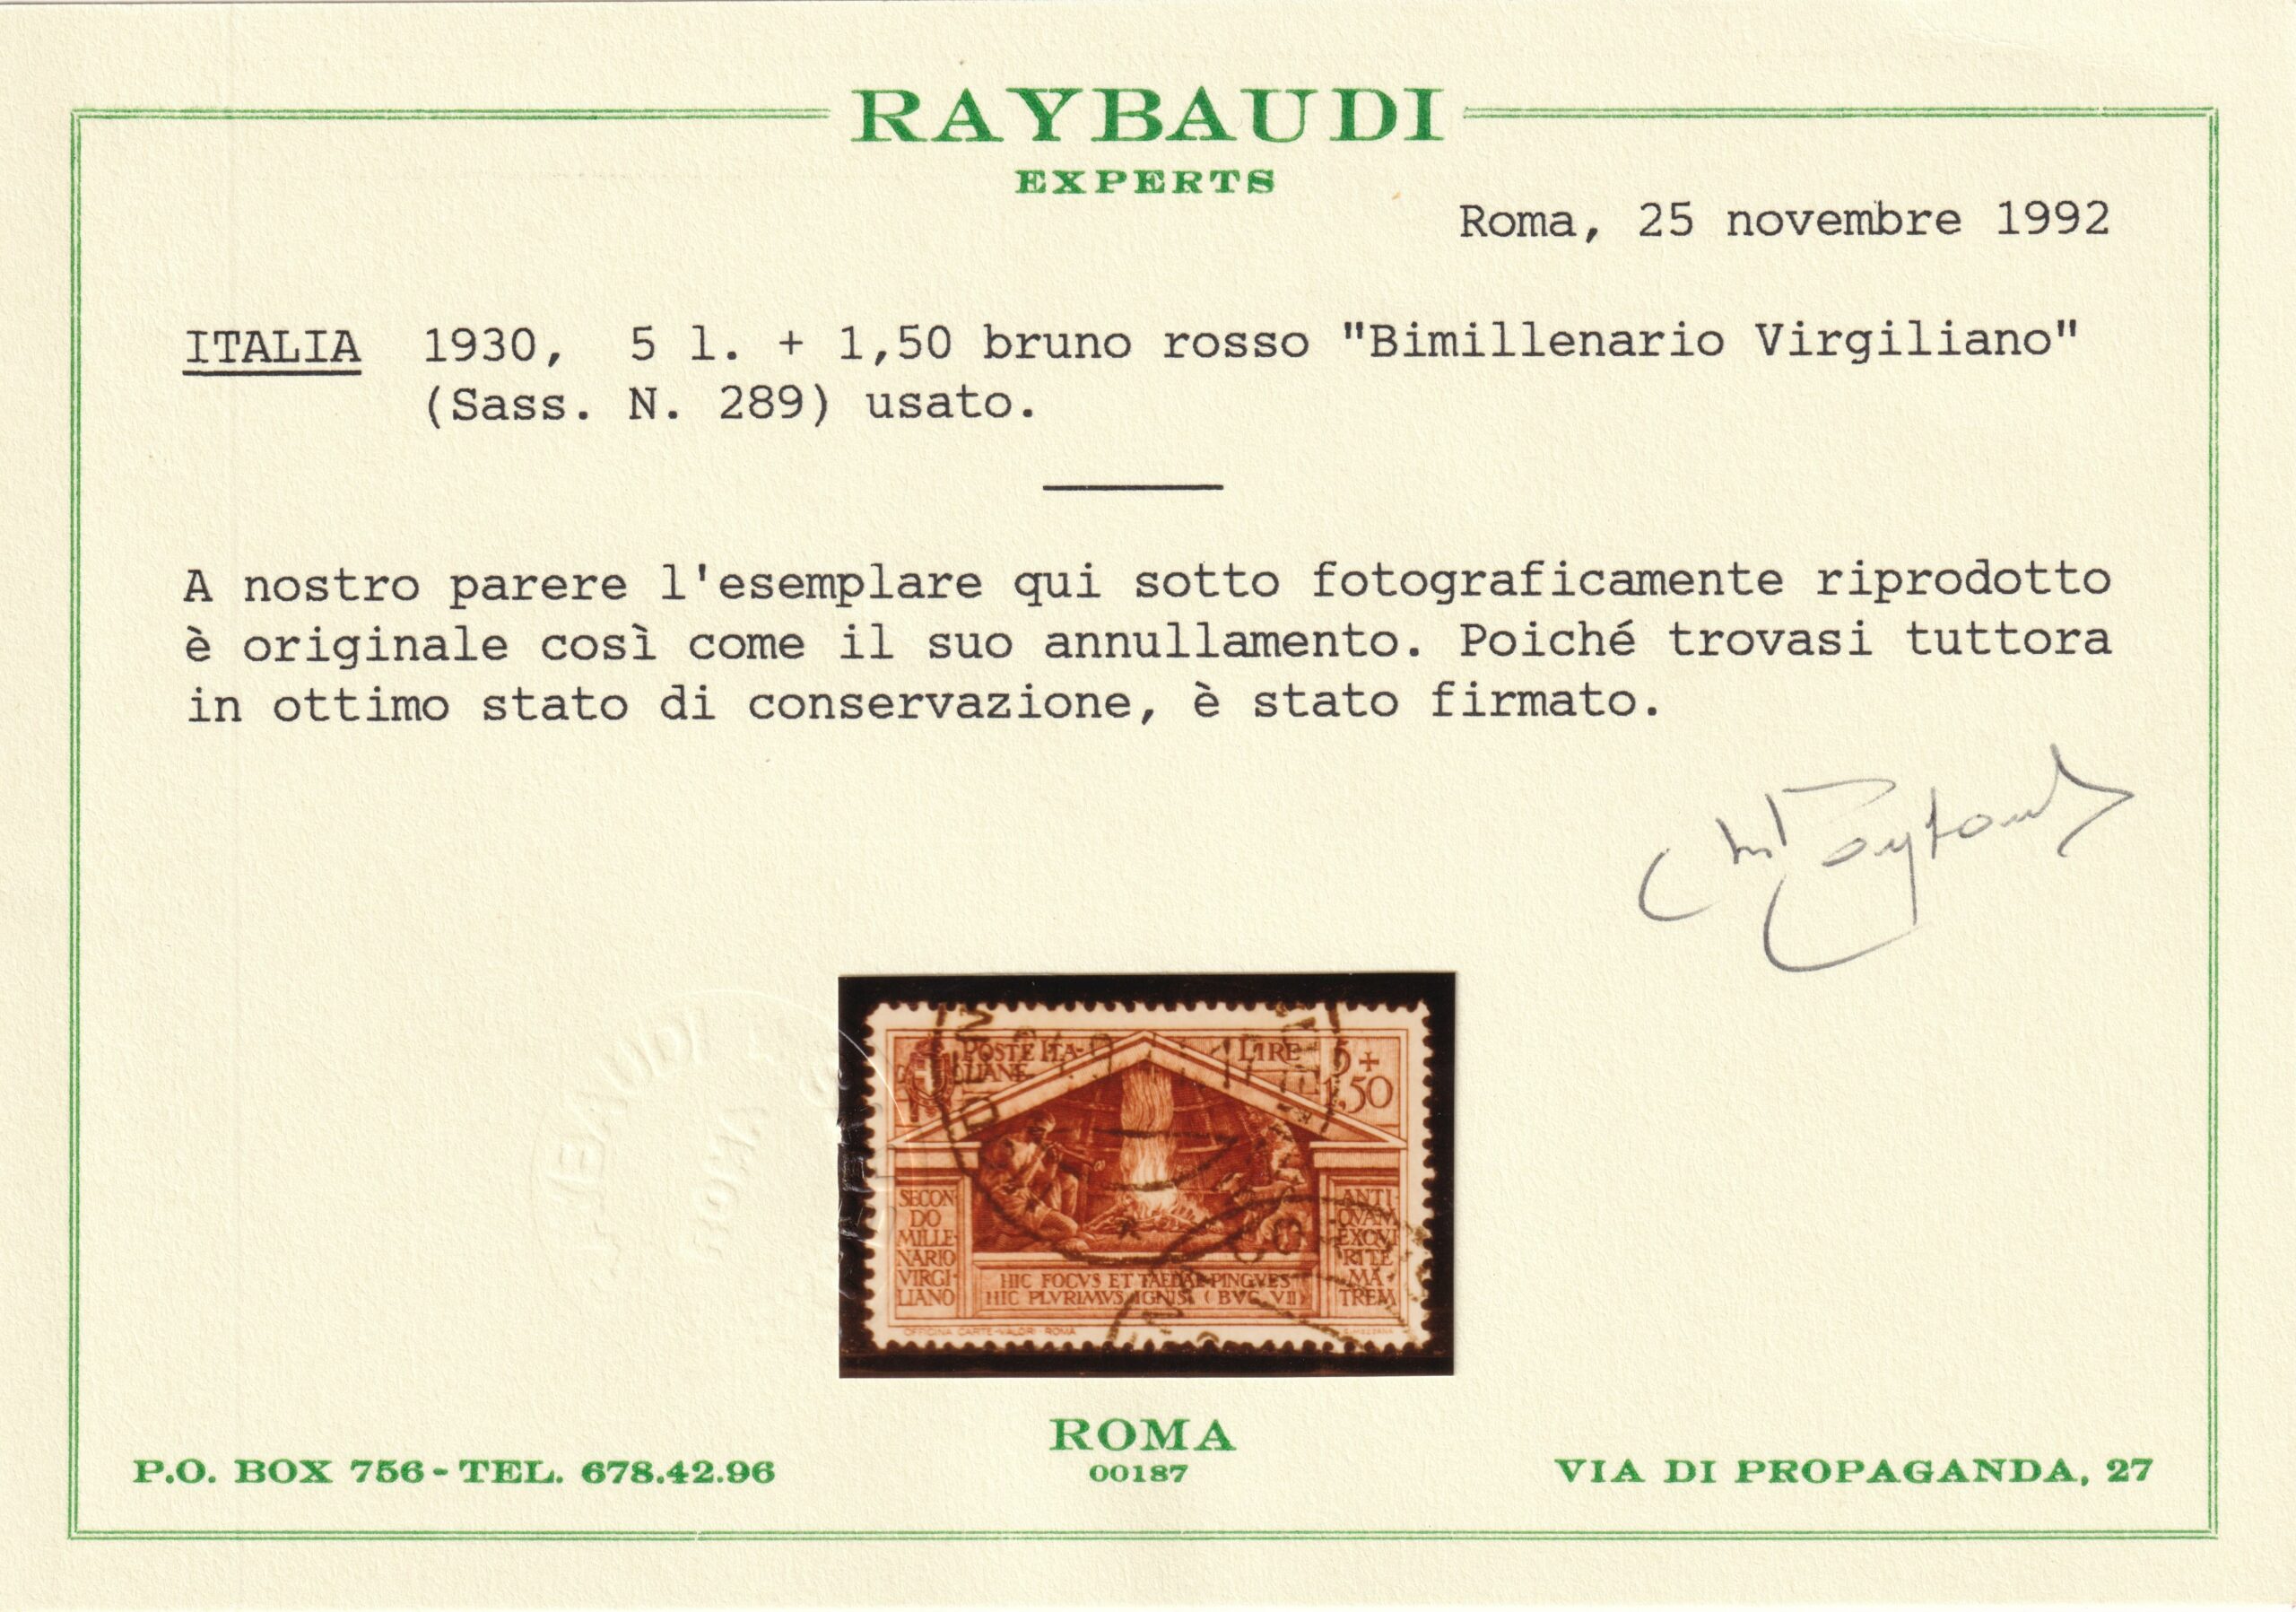 RAYBAUDI
EXPERTS
Roma, 25 novembre 1992
ITALIA 1930, 5 l. + 1,50 bruno rosso "Bimillenario Virgiliano"
(Sass. N. 289) usato.
A nostro parere l'esemplare qui sotto fotograficamente riprodotto
è originale così come il suo annullamento. Poiché trovasi tuttora
in ottimo stato di conservazione, è stato firmato.
POSTE ITA-
LIANE
LIRE 5+
1,50
SECON-
DO
MILLE-
NARIO
VIRGI-
LIANO
HIC FOCVS ET TAEDAE PINGVES
HIC PLVRIMVS IGNIS (BVC. VII)
ANTI-
QVAM
EXQVI
RITE
MA-
TREM
OFFICINA CARTE-VALORI ROMA
ROMA
00187
P.O. BOX 756 - TEL. 678.42.96
VIA DI PROPAGANDA, 27